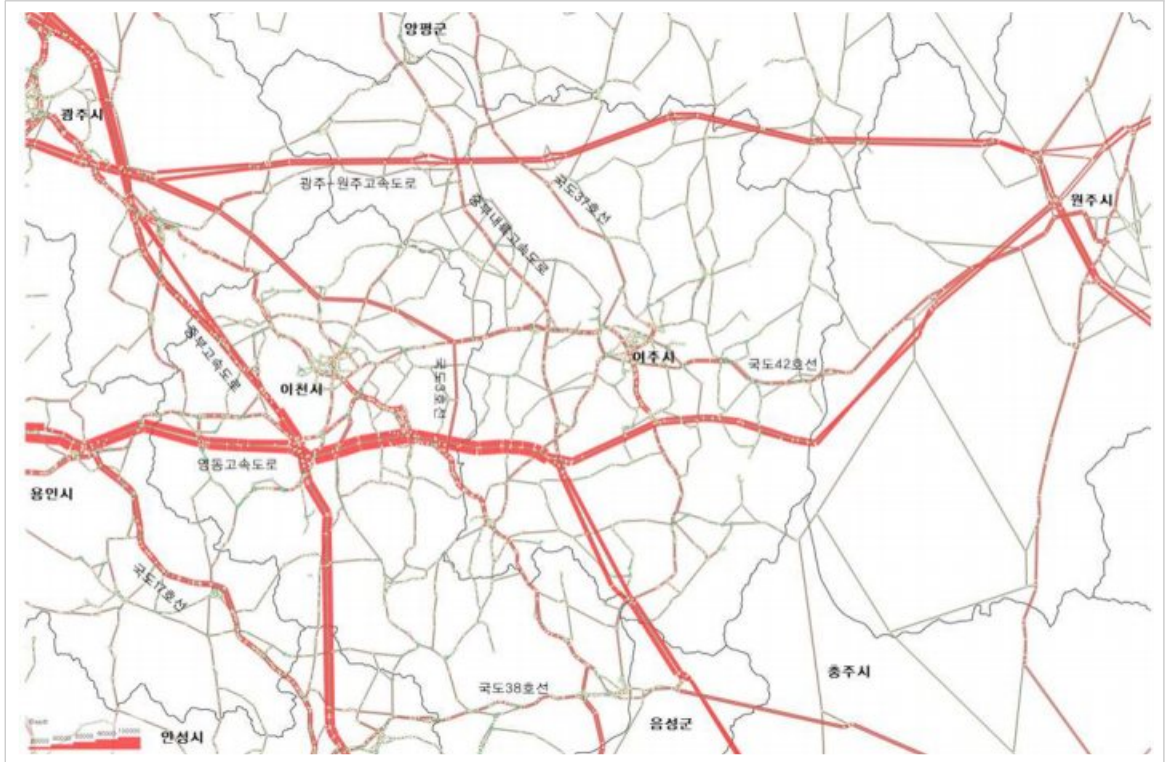 양평군
광주시
광주-원주고속도로
국도37호선
중부내륙고속도로
원주시
중부고속도로
국도3호선
여주시
국도42호선
이천시
영동고속도로
용인시
국도17호선
충주시
국도38호선
음성군
안성시